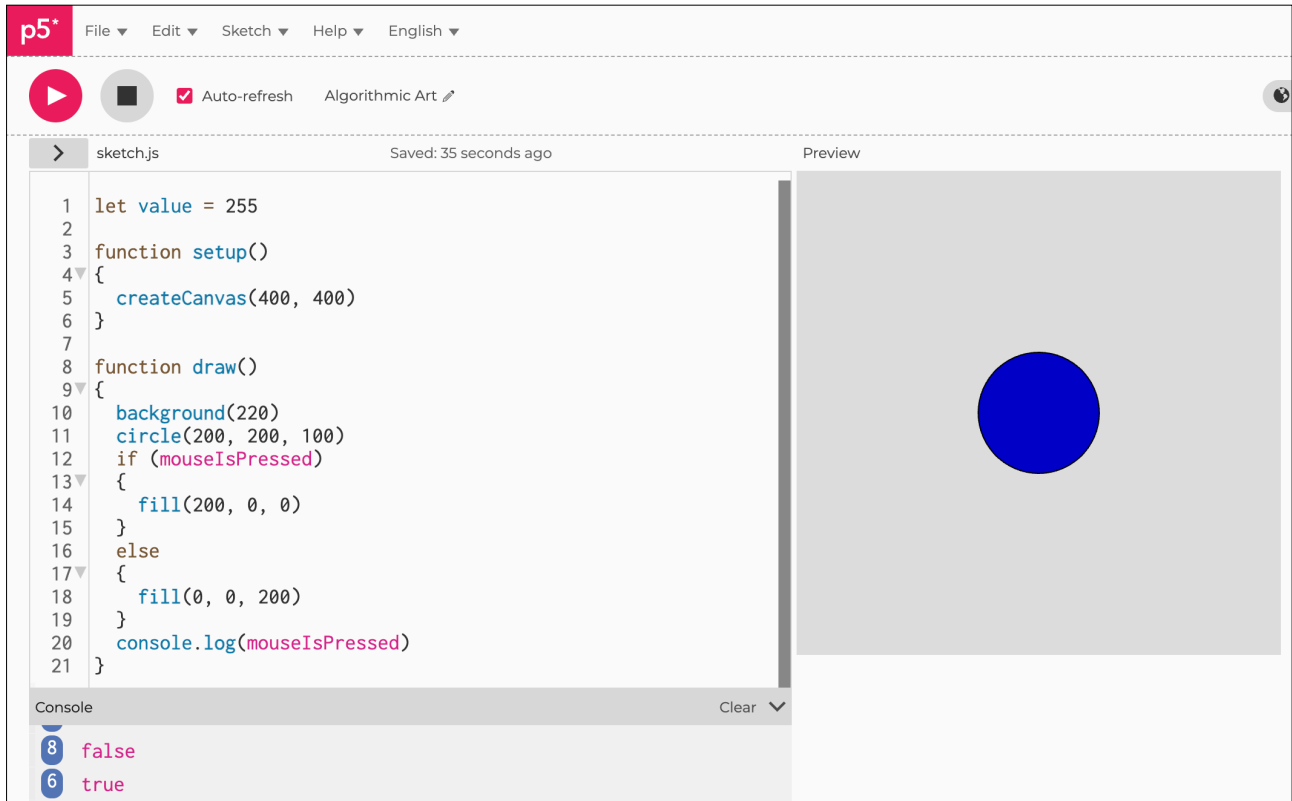 p5* File Edit Sketch Help English
Auto-refresh Algorithmic Art
sketch.js Saved: 35 seconds ago Preview
1 let value = 255
2
3 function setup()
4 {
5   createCanvas(400, 400)
6 }
7
8 function draw()
9 {
10   background(220)
11   circle(200, 200, 100)
12   if (mouseIsPressed)
13   {
14     fill(200, 0, 0)
15   }
16   else
17   {
18     fill(0, 0, 200)
19   }
20   console.log(mouseIsPressed)
21 }
Console Clear
8 false
6 true